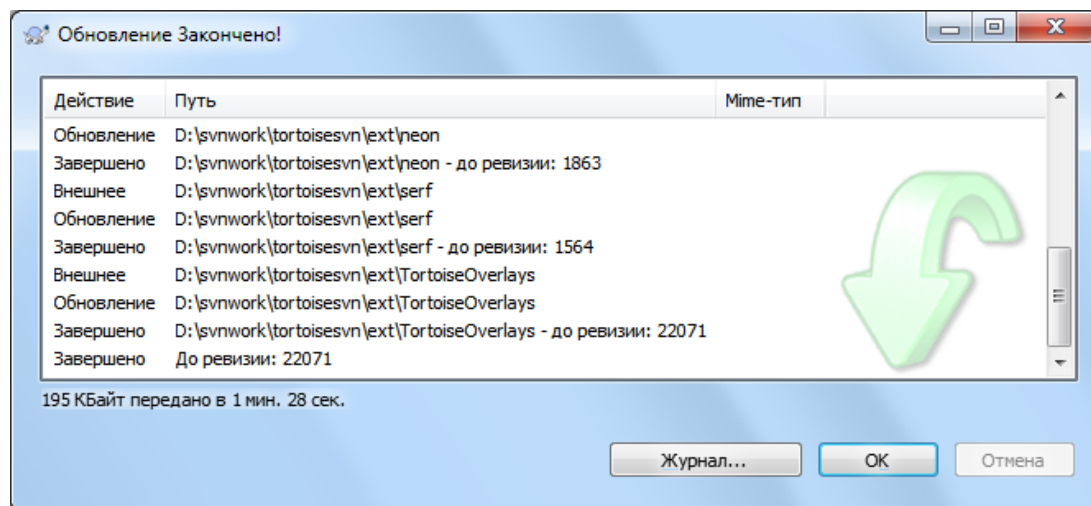 Обновление Закончено!
Действие Путь Mime-тип
Обновление D:\svnwork\tortoisesvn\ext\neon
Завершено D:\svnwork\tortoisesvn\ext\neon - до ревизии: 1863
Внешнее D:\svnwork\tortoisesvn\ext\serf
Обновление D:\svnwork\tortoisesvn\ext\serf
Завершено D:\svnwork\tortoisesvn\ext\serf - до ревизии: 1564
Внешнее D:\svnwork\tortoisesvn\ext\TortoiseOverlays
Обновление D:\svnwork\tortoisesvn\ext\TortoiseOverlays
Завершено D:\svnwork\tortoisesvn\ext\TortoiseOverlays - до ревизии: 22071
Завершено До ревизии: 22071
195 КБайт передано в 1 мин. 28 сек.
Журнал... OK Отмена